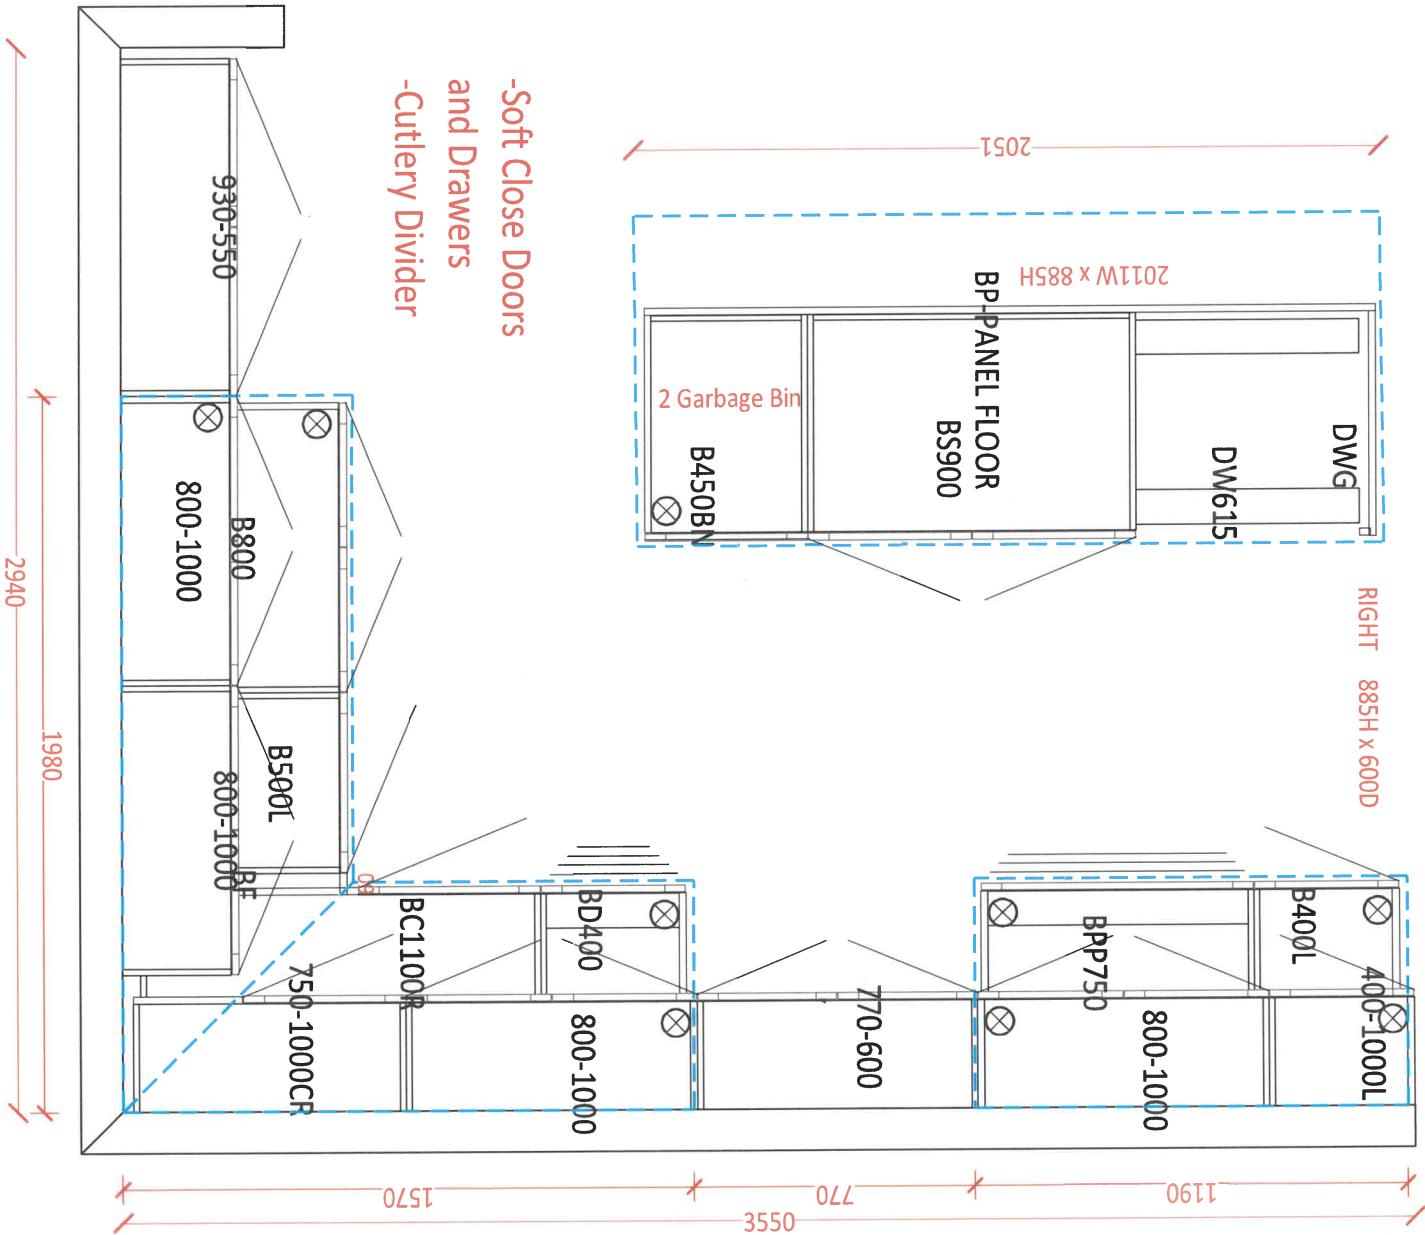 -Soft Close Doors
and Drawers
-Cutlery Divider
2051
2011W x 885H
BP-PANEL FLOOR
BS900
2 Garbage Bin
B450BN
DWG
DW615
RIGHT 885H x 600D
930-550
800-1000
B800
B500L
800-1000
BF
60
BC1100R
BD400
750-1000CR
800-1000
770-600
BPP750
B400L
800-1000
400-1000L
2940
1980
1570
770
1190
3550